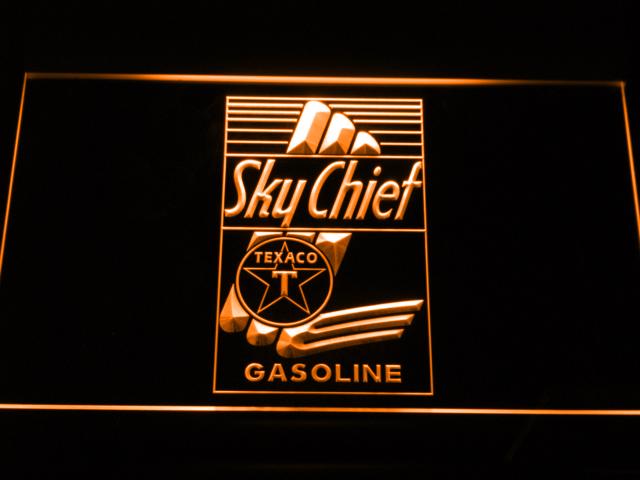 Sky Chief
TEXACO
T
GASOLINE